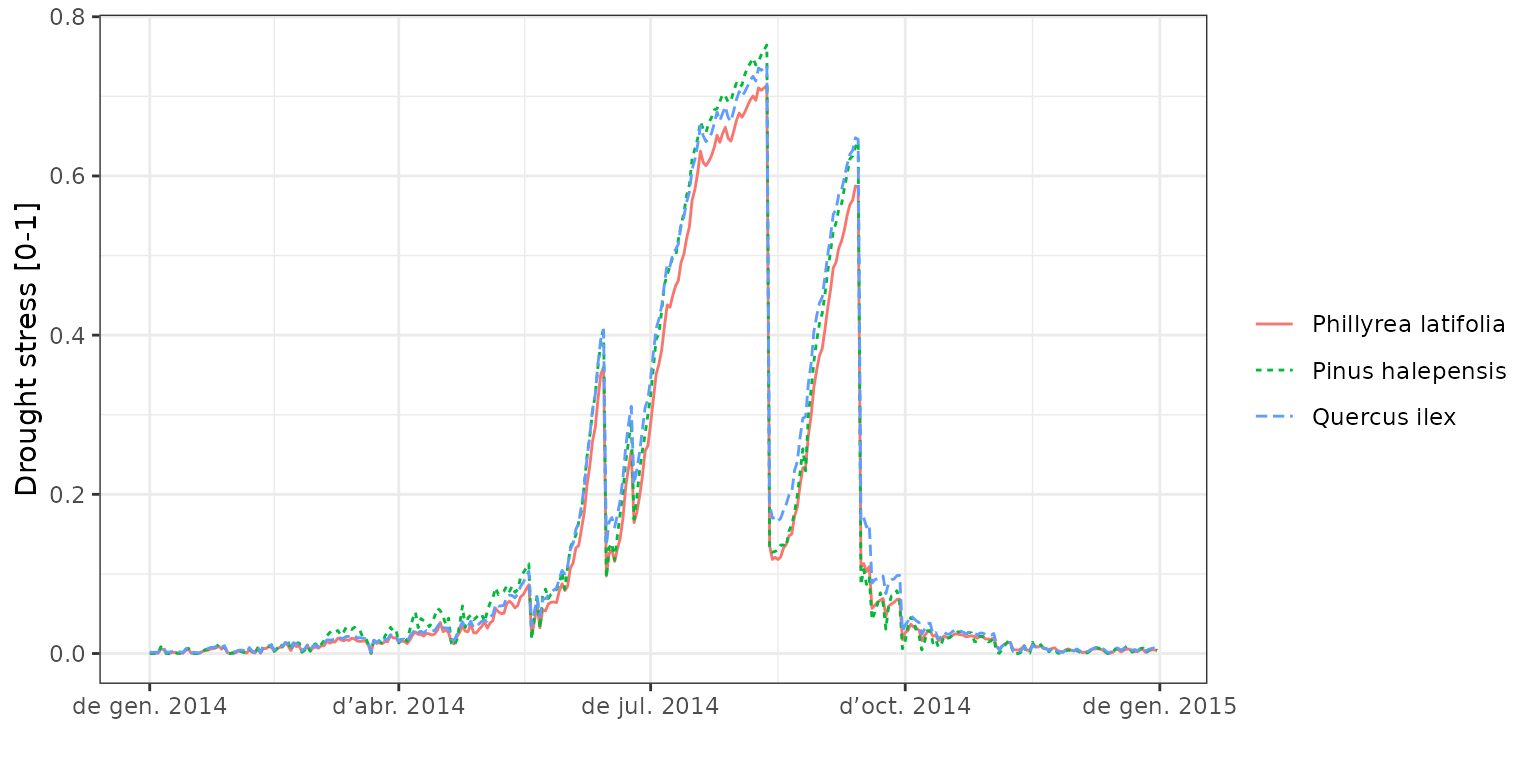 0.8
0.6
0.4
0.2
0.0
Drought stress [0-1]
de gen. 2014
d’abr. 2014
de jul. 2014
d’oct. 2014
de gen. 2015
Phillyrea latifolia
Pinus halepensis
Quercus ilex